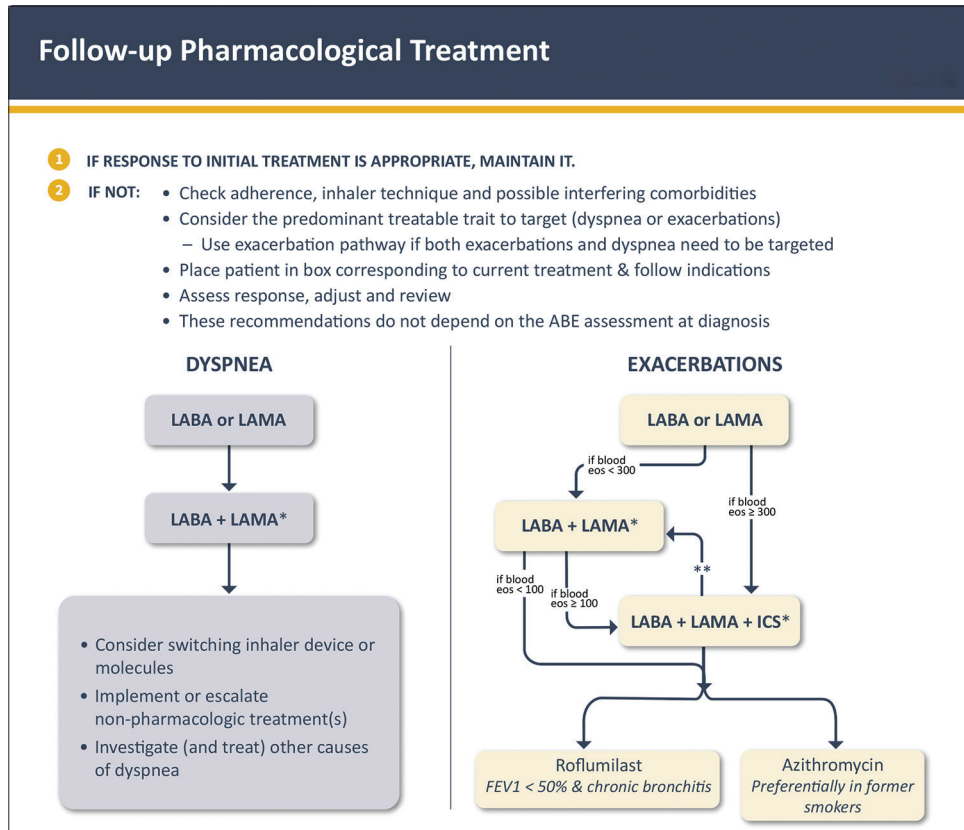 Follow-up Pharmacological Treatment
1 IF RESPONSE TO INITIAL TREATMENT IS APPROPRIATE, MAINTAIN IT.
2 IF NOT: • Check adherence, inhaler technique and possible interfering comorbidities
• Consider the predominant treatable trait to target (dyspnea or exacerbations)
– Use exacerbation pathway if both exacerbations and dyspnea need to be targeted
• Place patient in box corresponding to current treatment & follow indications
• Assess response, adjust and review
• These recommendations do not depend on the ABE assessment at diagnosis
DYSPNEA
LABA or LAMA
LABA + LAMA*
• Consider switching inhaler device or
molecules
• Implement or escalate
non-pharmacologic treatment(s)
• Investigate (and treat) other causes
of dyspnea
EXACERBATIONS
LABA or LAMA
if blood
eos < 300
if blood
eos ≥ 300
LABA + LAMA*
**
if blood
eos < 100
if blood
eos ≥ 100
LABA + LAMA + ICS*
Roflumilast
FEV1 < 50% & chronic bronchitis
Azithromycin
Preferentially in former
smokers